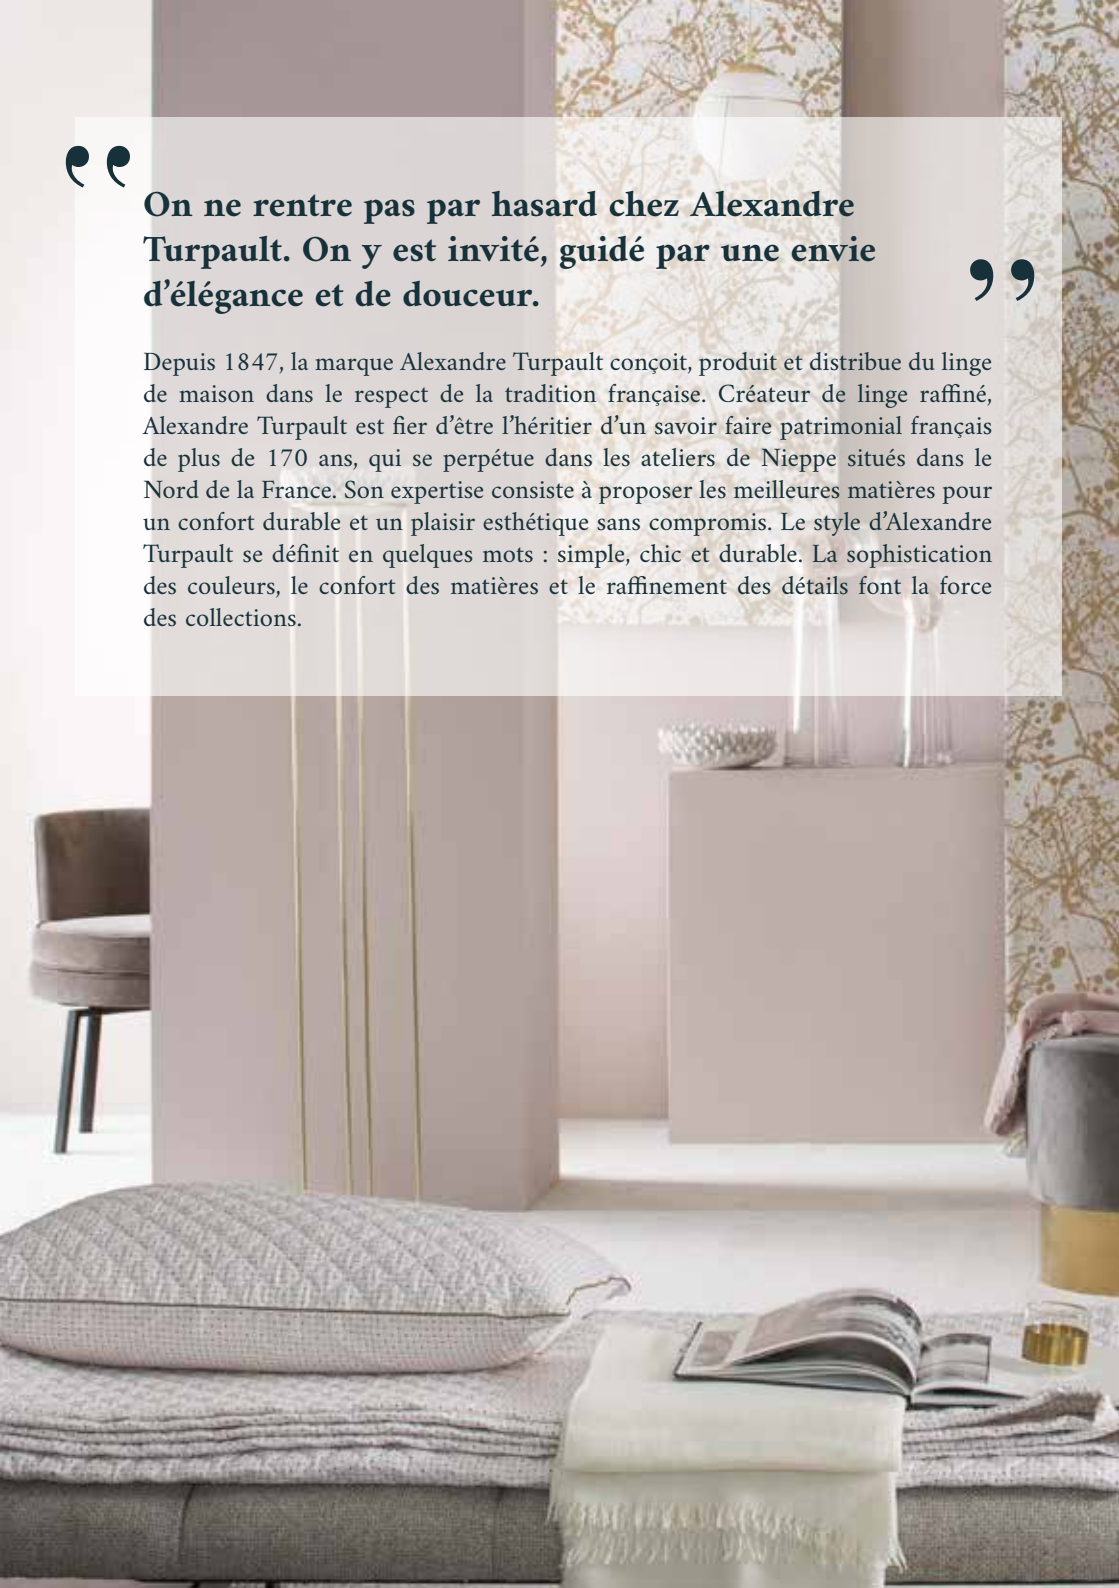 “
On ne rentre pas par hasard chez Alexandre
Turpault. On y est invité, guidé par une envie
d’élégance et de douceur.
”
Depuis 1847, la marque Alexandre Turpault conçoit, produit et distribue du linge
de maison dans le respect de la tradition française. Créateur de linge raffiné,
Alexandre Turpault est fier d’être l’héritier d’un savoir faire patrimonial français
de plus de 170 ans, qui se perpétue dans les ateliers de Nieppe situés dans le
Nord de la France. Son expertise consiste à proposer les meilleures matières pour
un confort durable et un plaisir esthétique sans compromis. Le style d’Alexandre
Turpault se définit en quelques mots : simple, chic et durable. La sophistication
des couleurs, le confort des matières et le raffinement des détails font la force
des collections.